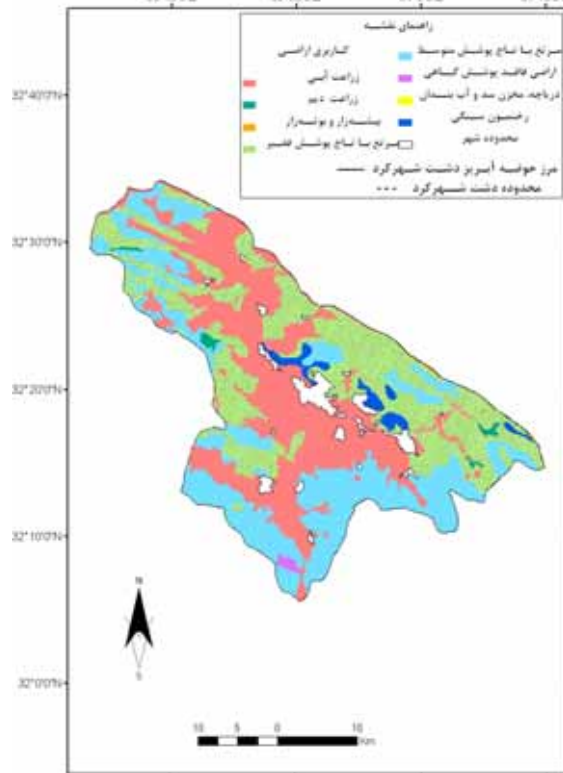 راهنمای نقشه
کاربری اراضی
زراعت آبی
زراعت دیم
بیشه‌زار و بوته‌زار
مرتع با تاج پوشش فقیر
مرتع با تاج پوشش متوسط
اراضی فاقد پوشش گیاهی
دریاچه، مخزن سد و آب بندان
رخنمون سنگی
محدوده شهر
مرز حوضه آبریز دشت شهرکرد
محدوده دشت شهرکرد
32°40'0"N
32°30'0"N
32°20'0"N
32°10'0"N
32°0'0"N
N
S
10 5 0 10
Km